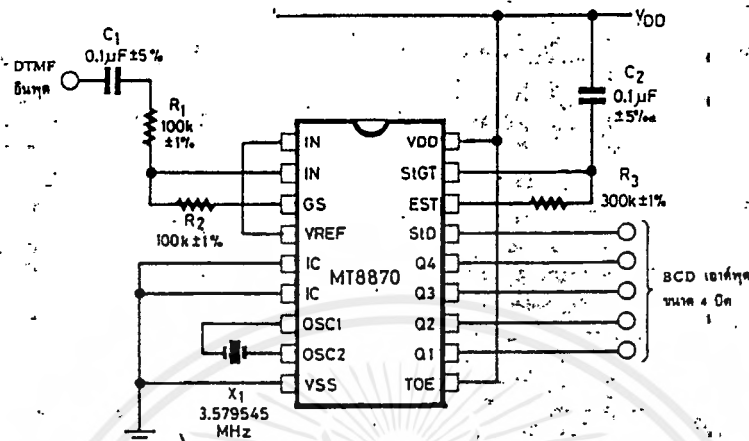 VDD
C1
0.1µF±5%
DTMF
อินพุต
R1
100k
±1%
C2
0.1µF
±5%
R3
300k±1%
R2
100k±1%
IN
IN
GS
VREF
IC
IC
OSC1
OSC2
VSS
MT8870
VDD
StGT
EST
StD
Q4
Q3
Q2
Q1
TOE
BCD เอาต์พุต
ขนาด 4 บิต
X1
3.579545
MHz